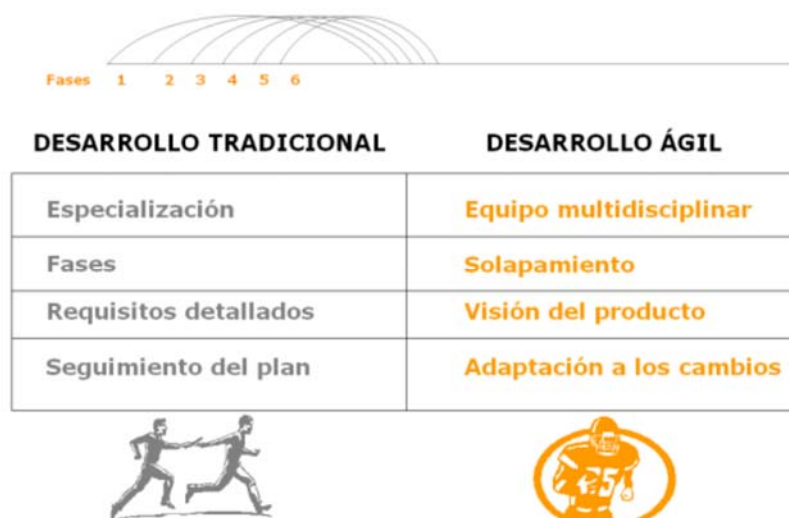 Fases 1 2 3 4 5 6
DESARROLLO TRADICIONAL DESARROLLO ÁGIL
Especialización Equipo multidisciplinar
Fases Solapamiento
Requisitos detallados Visión del producto
Seguimiento del plan Adaptación a los cambios
75